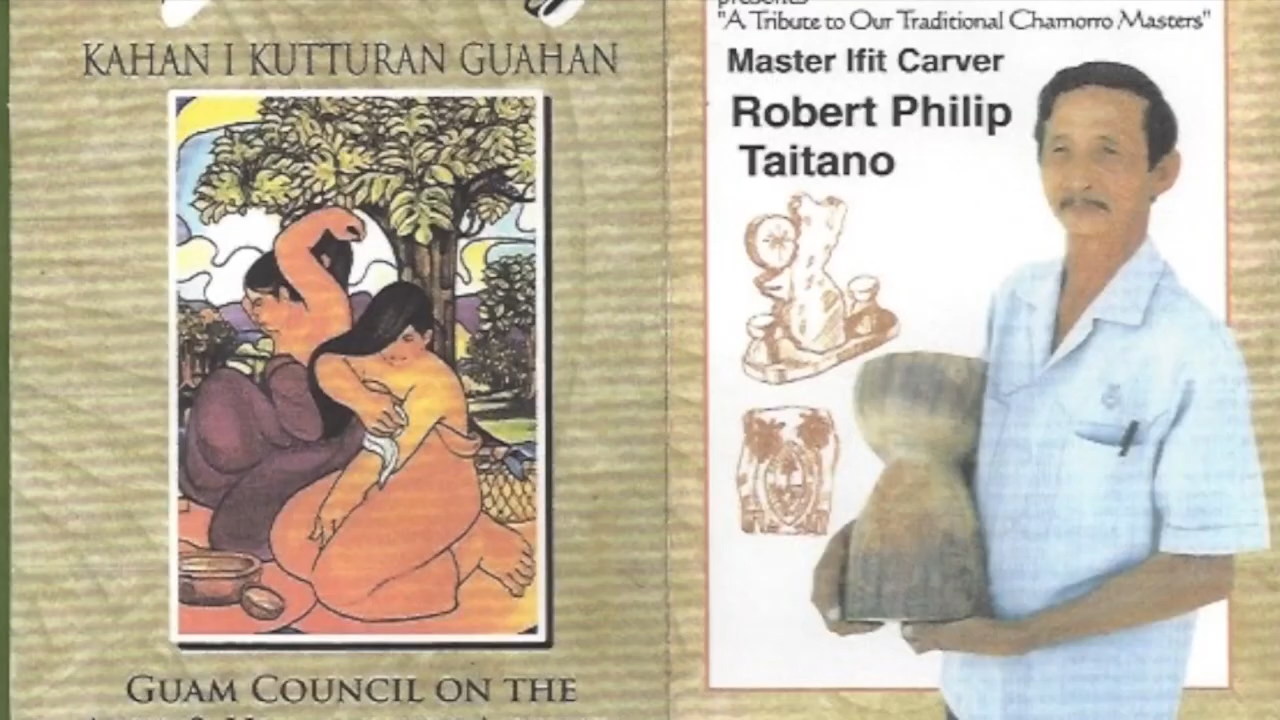 KAHAN I KUTTURAN GUAHAN
GUAM COUNCIL ON THE
presents
"A Tribute to Our Traditional Chamorro Masters"
Master Ifit Carver
Robert Philip
Taitano